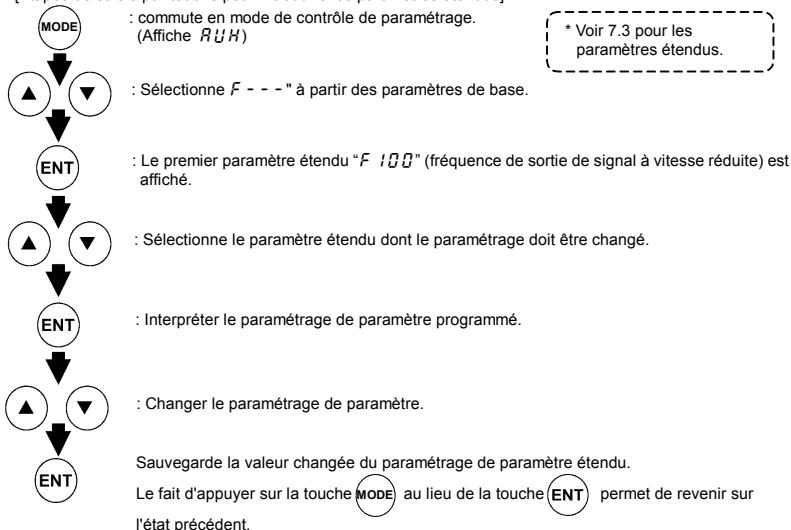 MODE : commute en mode de contrôle de paramétrage.
(Affiche AUH)
* Voir 7.3 pour les
paramètres étendus.
▲ ▼ : Sélectionne F - - - " à partir des paramètres de base.
ENT : Le premier paramètre étendu “F 100” (fréquence de sortie de signal à vitesse réduite) est
affiché.
▲ ▼ : Sélectionne le paramètre étendu dont le paramétrage doit être changé.
ENT : Interpréter le paramétrage de paramètre programmé.
▲ ▼ : Changer le paramétrage de paramètre.
ENT Sauvegarde la valeur changée du paramétrage de paramètre étendu.
Le fait d'appuyer sur la touche MODE au lieu de la touche ENT permet de revenir sur
l'état précédent.